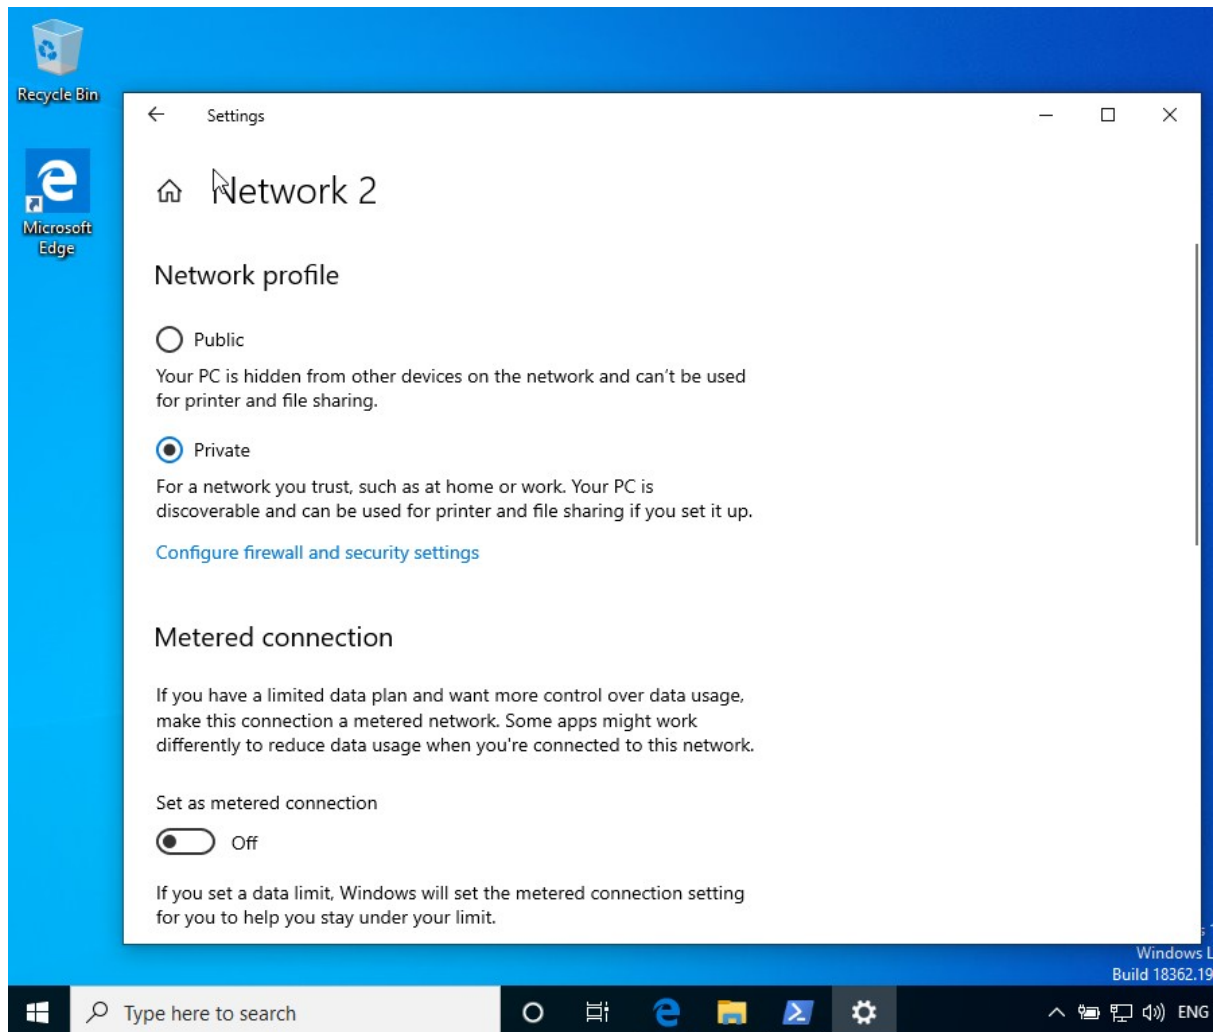 Recycle Bin
Microsoft
Edge
Settings
Network 2
Network profile
Public
Your PC is hidden from other devices on the network and can't be used
for printer and file sharing.
Private
For a network you trust, such as at home or work. Your PC is
discoverable and can be used for printer and file sharing if you set it up.
Configure firewall and security settings
Metered connection
If you have a limited data plan and want more control over data usage,
make this connection a metered network. Some apps might work
differently to reduce data usage when you're connected to this network.
Set as metered connection
Off
If you set a data limit, Windows will set the metered connection setting
for you to help you stay under your limit.
Windows L
Build 18362.19
Type here to search
ENG